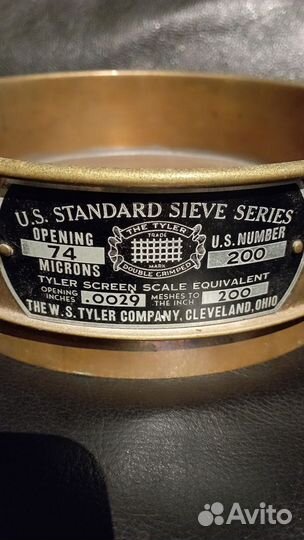 U.S. STANDARD SIEVE SERIES
OPENING 74 MICRONS
THE TYLER
TRADE MARK
DOUBLE CRIMPED
U.S. NUMBER 200
TYLER SCREEN SCALE EQUIVALENT
OPENING INCHES .0029 MESHES TO THE INCH 200
THE W.S. TYLER COMPANY, CLEVELAND, OHIO
Avito